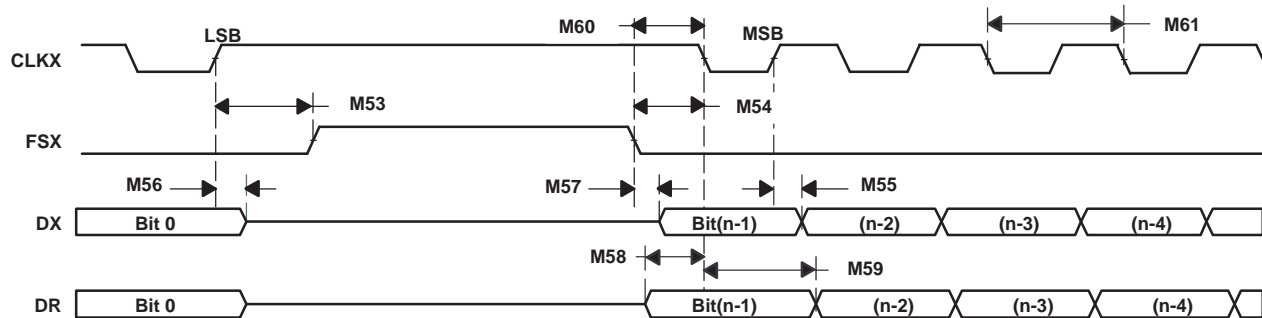 LSB
M60
MSB
M61
CLKX
M53
M54
FSX
M56
M57
M55
DX
Bit 0
Bit(n-1)
(n-2)
(n-3)
(n-4)
M58
M59
DR
Bit 0
Bit(n-1)
(n-2)
(n-3)
(n-4)